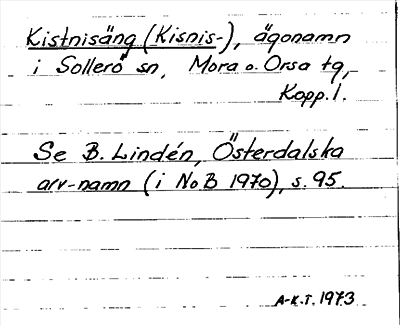 Kistnisäng (Kisnis-), ägonamn
i Sollerö sn, Mora o. Orsa tg,
Kopp. l.
Se B. Lindén, Österdalska
arv-namn (i NoB 1970), s. 95.
A-K.T. 1973